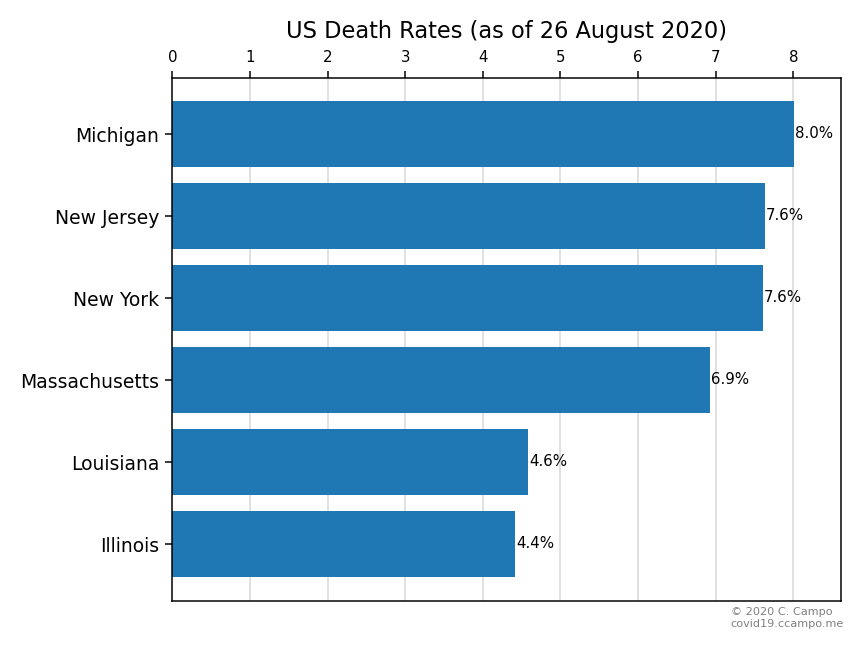 US Death Rates (as of 26 August 2020)
0 1 2 3 4 5 6 7 8
Michigan 8.0%
New Jersey 7.6%
New York 7.6%
Massachusetts 6.9%
Louisiana 4.6%
Illinois 4.4%
© 2020 C. Campo
covid19.ccampo.me